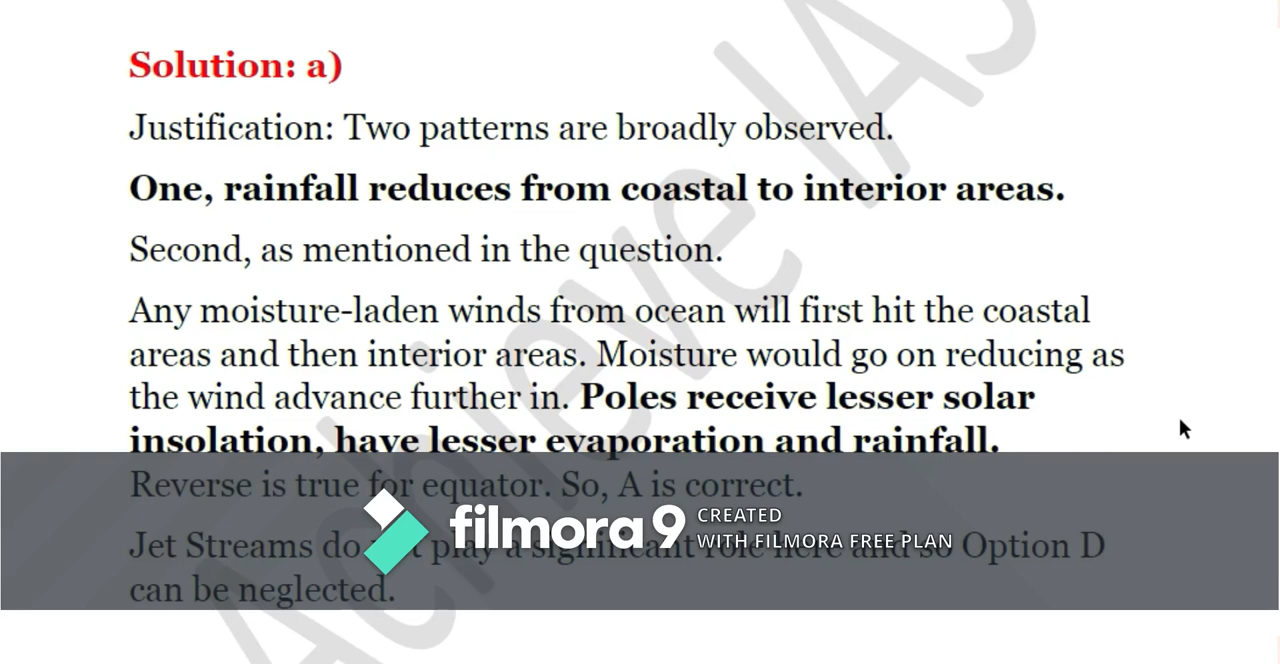 Solution: a)
Justification: Two patterns are broadly observed.
One, rainfall reduces from coastal to interior areas.
Second, as mentioned in the question.
Any moisture-laden winds from ocean will first hit the coastal
areas and then interior areas. Moisture would go on reducing as
the wind advance further in. Poles receive lesser solar
insolation, have lesser evaporation and rainfall.
Reverse is true for equator. So, A is correct.
Jet Streams do play a significant role here and so Option D
can be neglected.
filmora9
CREATED
WITH FILMORA FREE PLAN
Achieve IAS